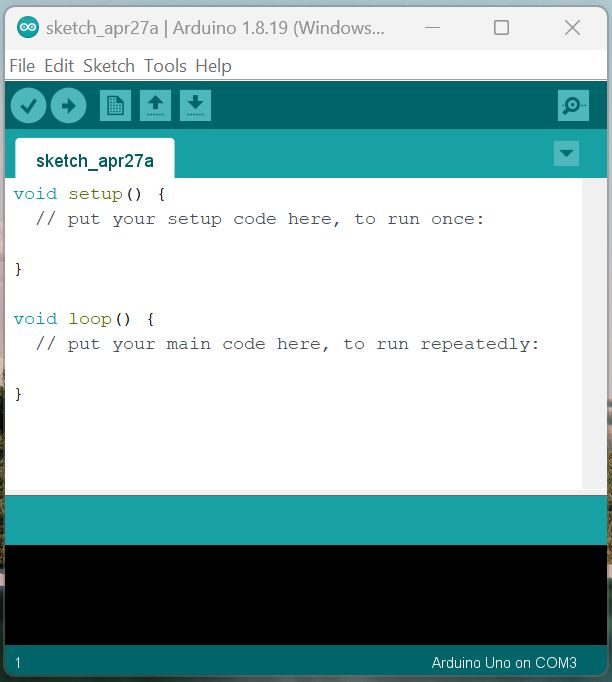 sketch_apr27a | Arduino 1.8.19 (Windows...
File Edit Sketch Tools Help
sketch_apr27a
void setup() {
  // put your setup code here, to run once:
}
void loop() {
  // put your main code here, to run repeatedly:
}
1
Arduino Uno on COM3